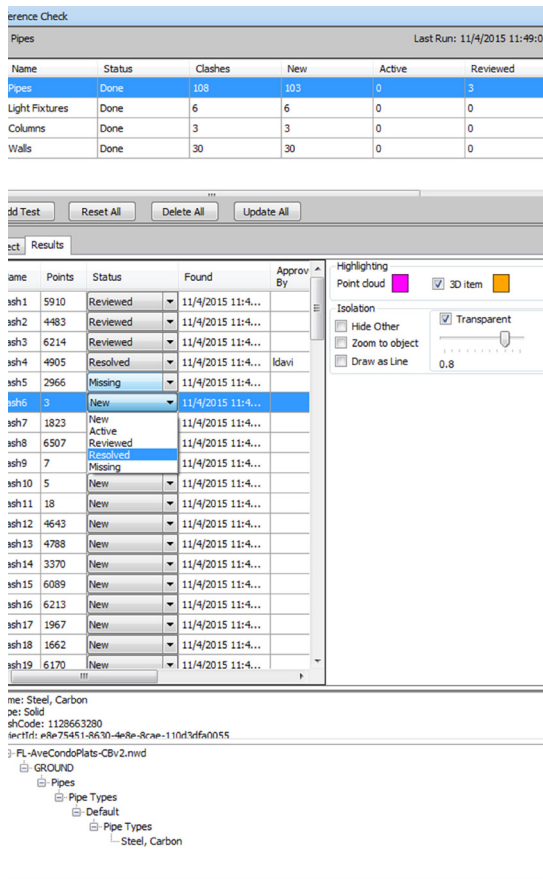 erence Check
Pipes Last Run: 11/4/2015 11:49:0
Name Status Clashes New Active Reviewed
Pipes Done 108 103 0 3
Light Fixtures Done 6 6 0 0
Columns Done 3 3 0 0
Walls Done 30 30 0 0
dd Test Reset All Delete All Update All
ect Results
ame Points Status Found Approv By
ash1 5910 Reviewed 11/4/2015 11:4...
ash2 4483 Reviewed 11/4/2015 11:4...
ash3 6214 Reviewed 11/4/2015 11:4...
ash4 4905 Resolved 11/4/2015 11:4... ldavi
ash5 2966 Missing 11/4/2015 11:4...
ash6 3 New 11/4/2015 11:4...
ash7 1823 11/4/2015 11:4...
ash8 6507 11/4/2015 11:4...
ash9 7 11/4/2015 11:4...
New
Active
Reviewed
Resolved
Missing
ash10 5 New 11/4/2015 11:4...
ash11 18 New 11/4/2015 11:4...
ash12 4643 New 11/4/2015 11:4...
ash13 4788 New 11/4/2015 11:4...
ash14 3370 New 11/4/2015 11:4...
ash15 6089 New 11/4/2015 11:4...
ash16 6213 New 11/4/2015 11:4...
ash17 1967 New 11/4/2015 11:4...
ash18 1662 New 11/4/2015 11:4...
ash19 6170 New 11/4/2015 11:4...
Highlighting
Point cloud 3D item
Isolation
Hide Other Transparent
Zoom to object
Draw as Line 0.8
me: Steel, Carbon
pe: Solid
shCode: 1128663280
jectId: e8e75451-8630-4e8e-8cae-110d3dfa0055
FL-AveCondoPlats-CBv2.nwd
GROUND
Pipes
Pipe Types
Default
Pipe Types
Steel, Carbon